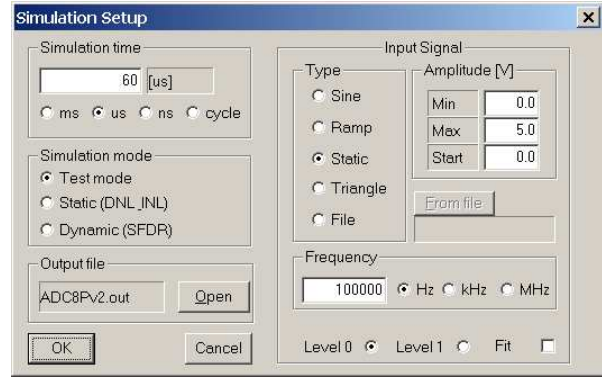 Simulation Setup
Simulation time
60 [us]
ms us ns cycle
Simulation mode
Test mode
Static (DNL_INL)
Dynamic (SFDR)
Output file
ADC8Pv2.out Open
OK Cancel
Input Signal
Type
Sine
Ramp
Static
Triangle
File
Amplitude [V]
Min 0.0
Max 5.0
Start 0.0
From file
Frequency
100000 Hz kHz MHz
Level 0 Level 1 Fit